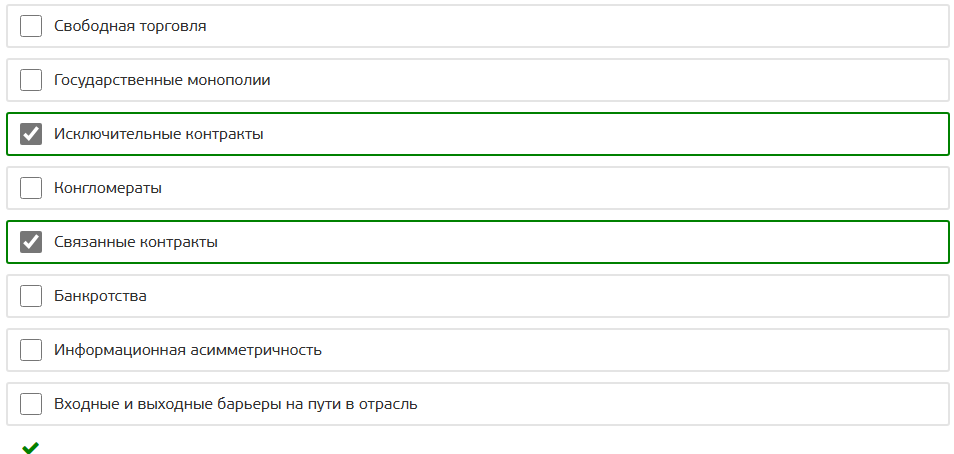 Свободная торговля
Государственные монополии
Исключительные контракты
Конгломераты
Связанные контракты
Банкротства
Информационная асимметричность
Входные и выходные барьеры на пути в отрасль